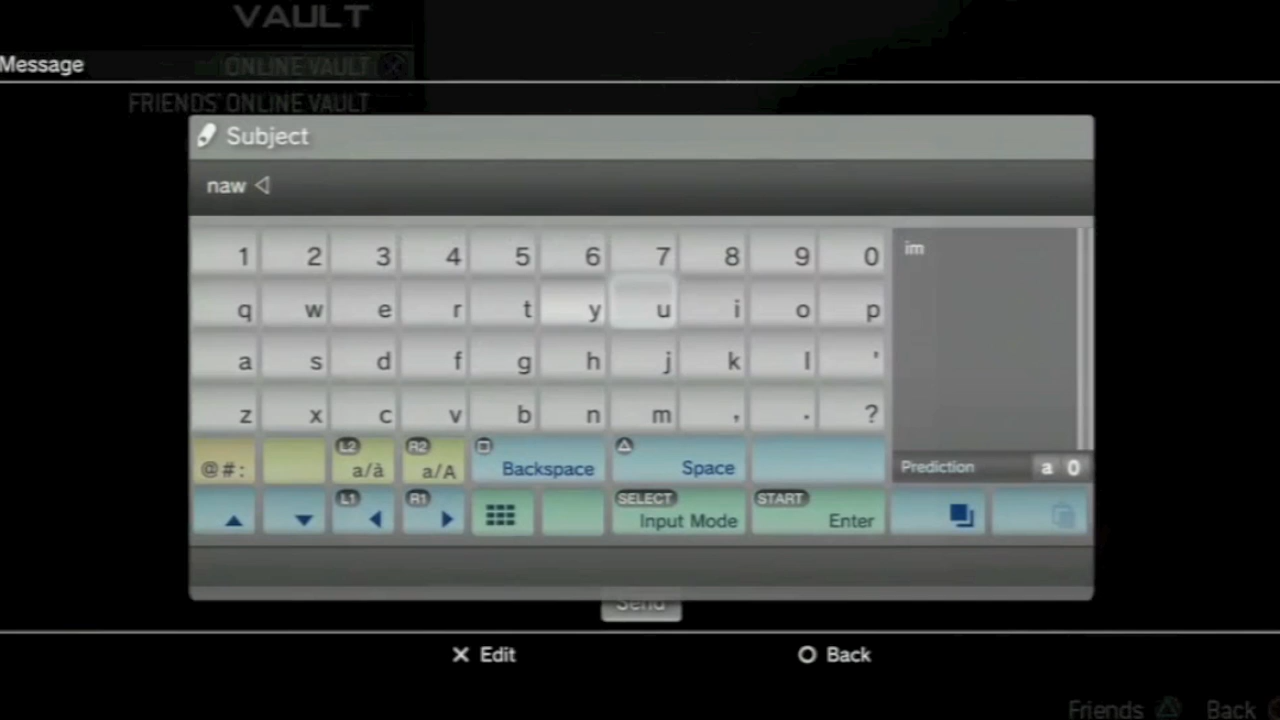 VAULT
Message
ONLINE VAULT
FRIENDS' ONLINE VAULT
Subject
naw
1 2 3 4 5 6 7 8 9 0
im
q w e r t y u i o p
a s d f g h j k l '
z x c v b n m , . ?
@#: L2 a/à R2 a/A Backspace Space
Prediction a 0
L1 R1 SELECT Input Mode START Enter
Send
X Edit O Back
Friends Back